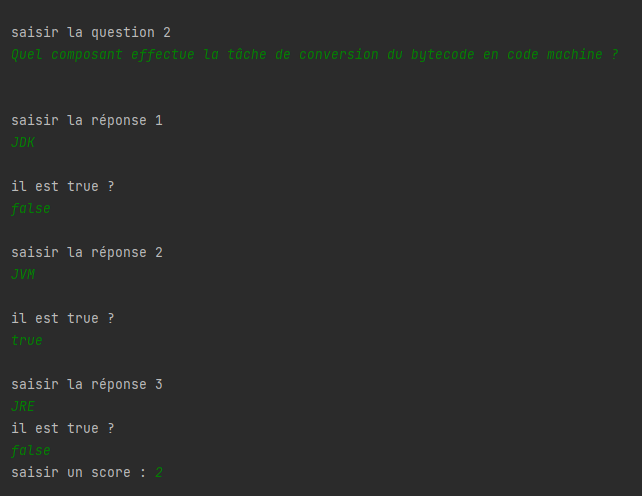 saisir la question 2
Quel composant effectue la tâche de conversion du bytecode en code machine ?
saisir la réponse 1
JDK
il est true ?
false
saisir la réponse 2
JVM
il est true ?
true
saisir la réponse 3
JRE
il est true ?
false
saisir un score : 2